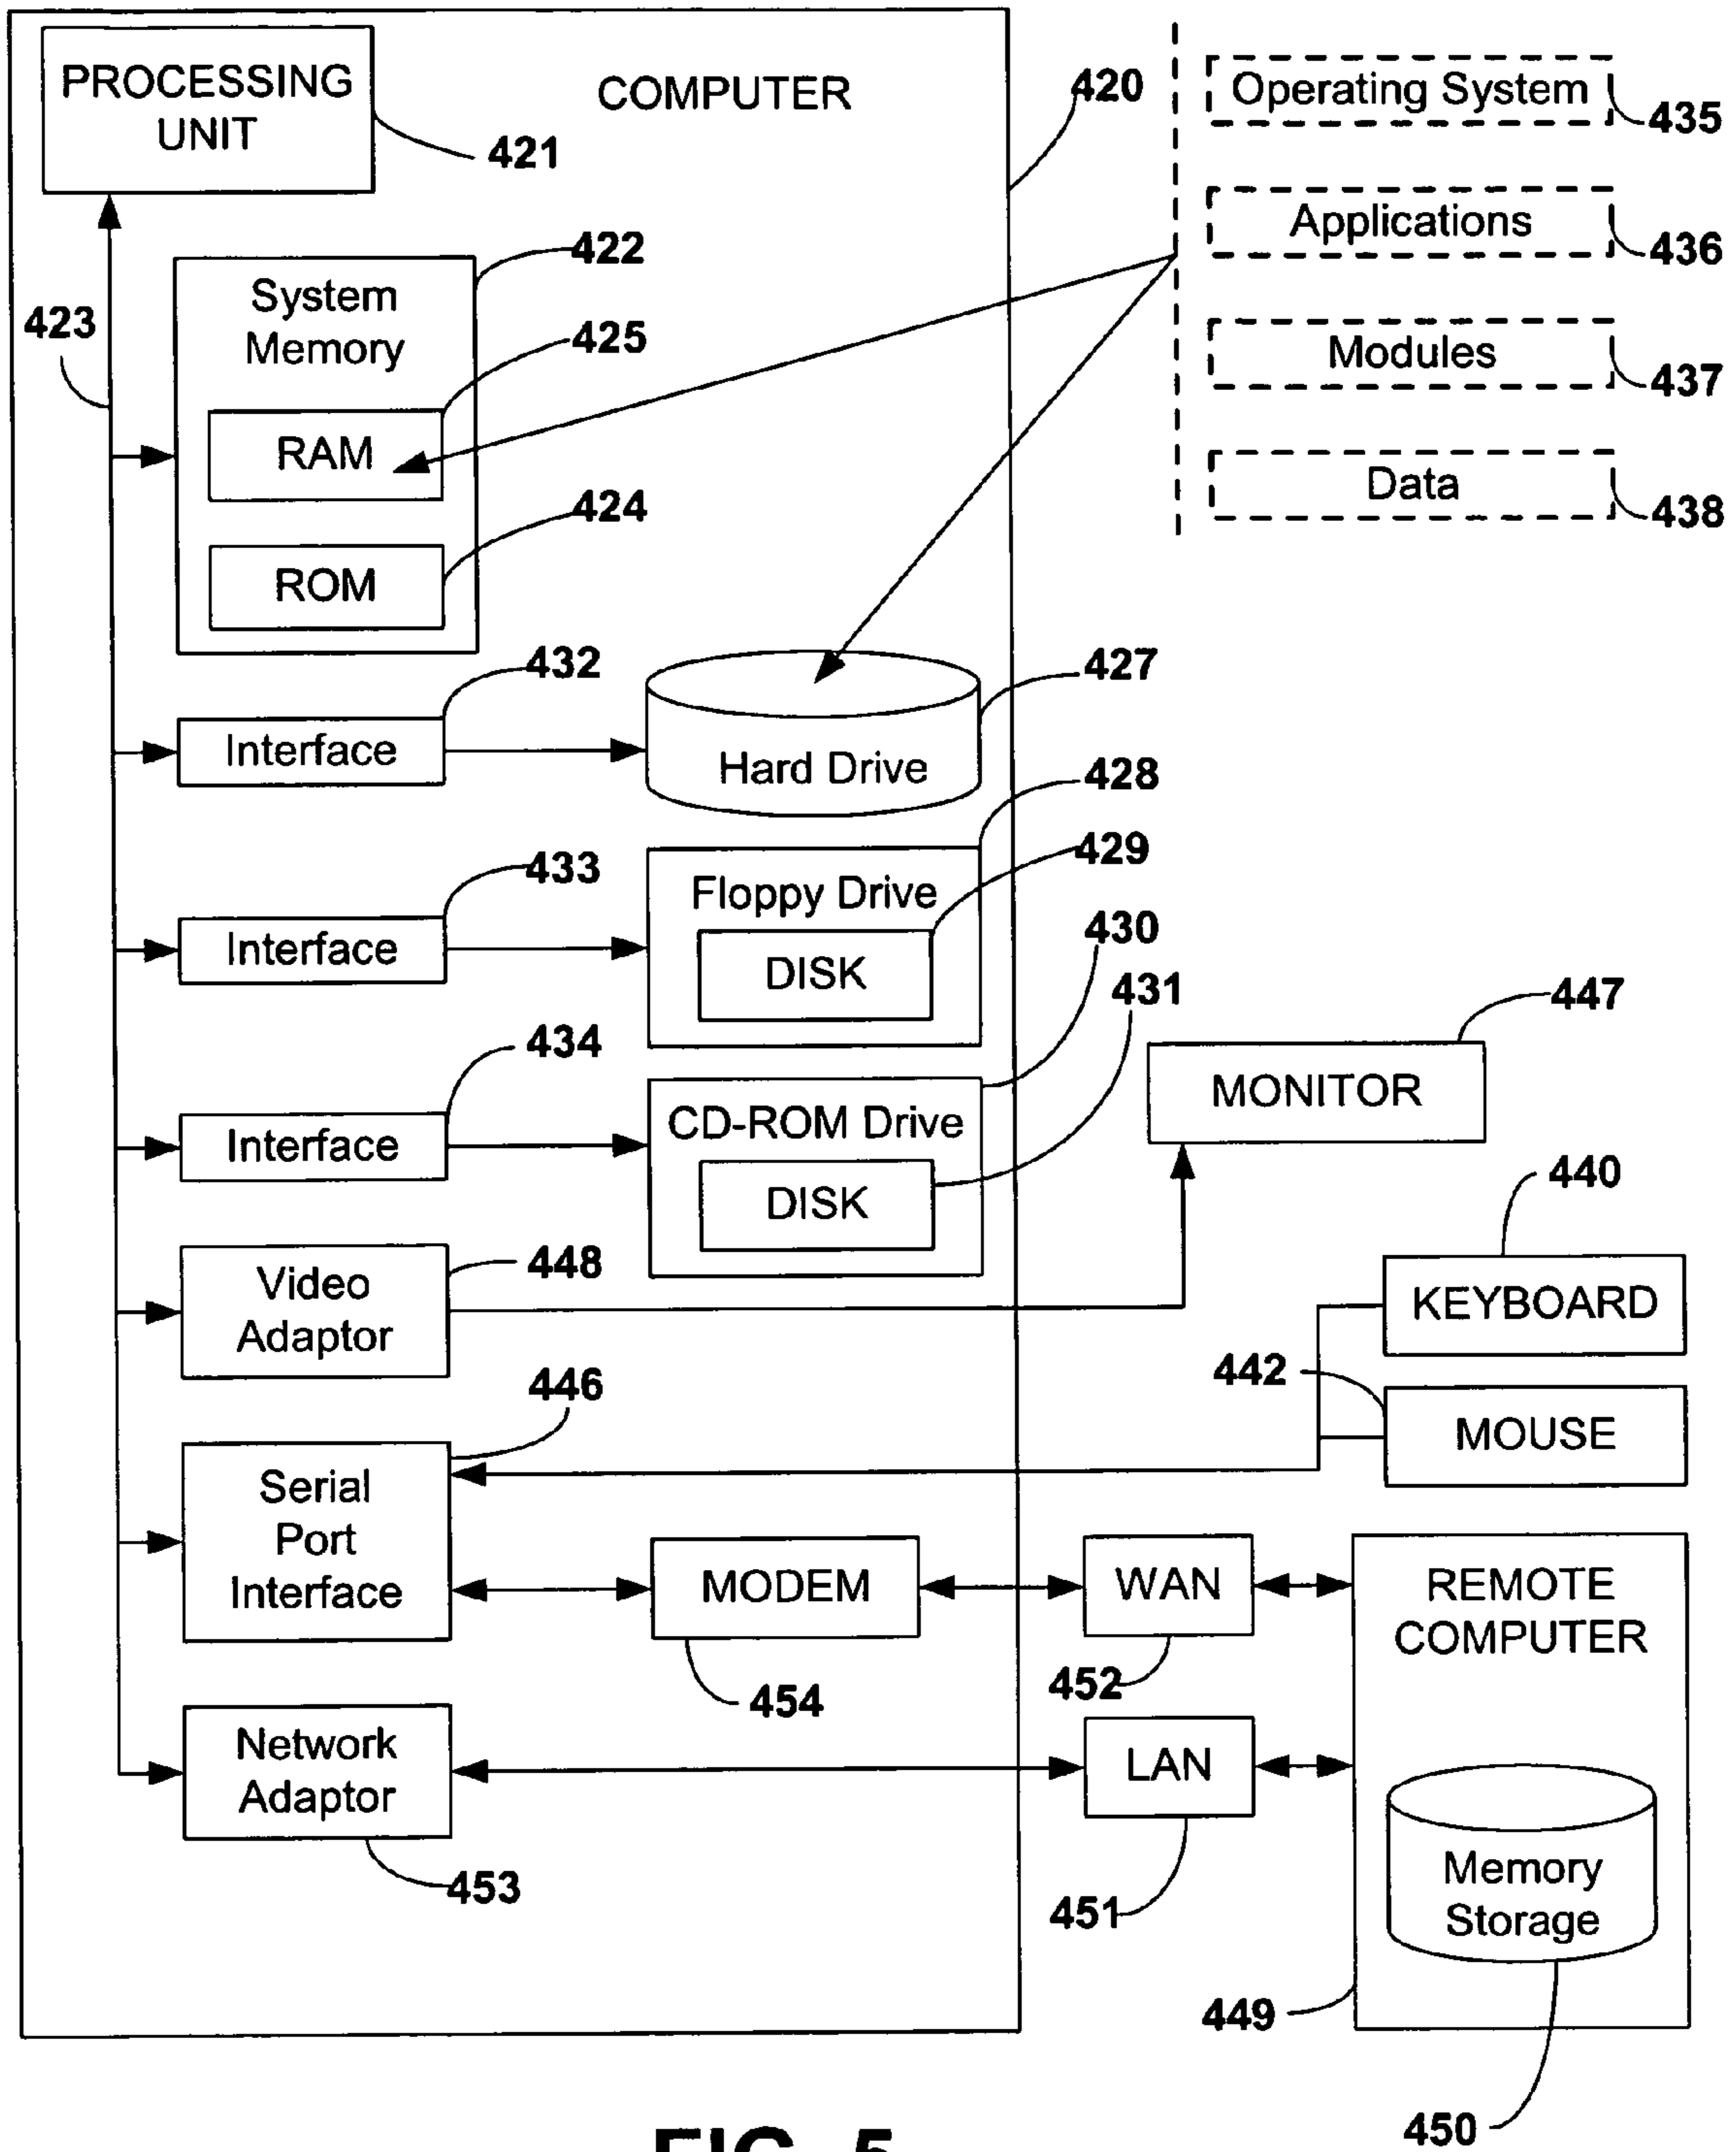 PROCESSING
UNIT
421
COMPUTER
420
Operating System
435
Applications
436
Modules
437
Data
438
423
422
System
Memory
425
RAM
424
ROM
432
Interface
427
Hard Drive
433
Interface
428
429
Floppy Drive
DISK
430
431
434
Interface
CD-ROM Drive
DISK
447
MONITOR
440
KEYBOARD
442
MOUSE
448
Video
Adaptor
446
Serial
Port
Interface
MODEM
454
WAN
452
REMOTE
COMPUTER
Network
Adaptor
453
LAN
451
Memory
Storage
449
450
FIG. 5